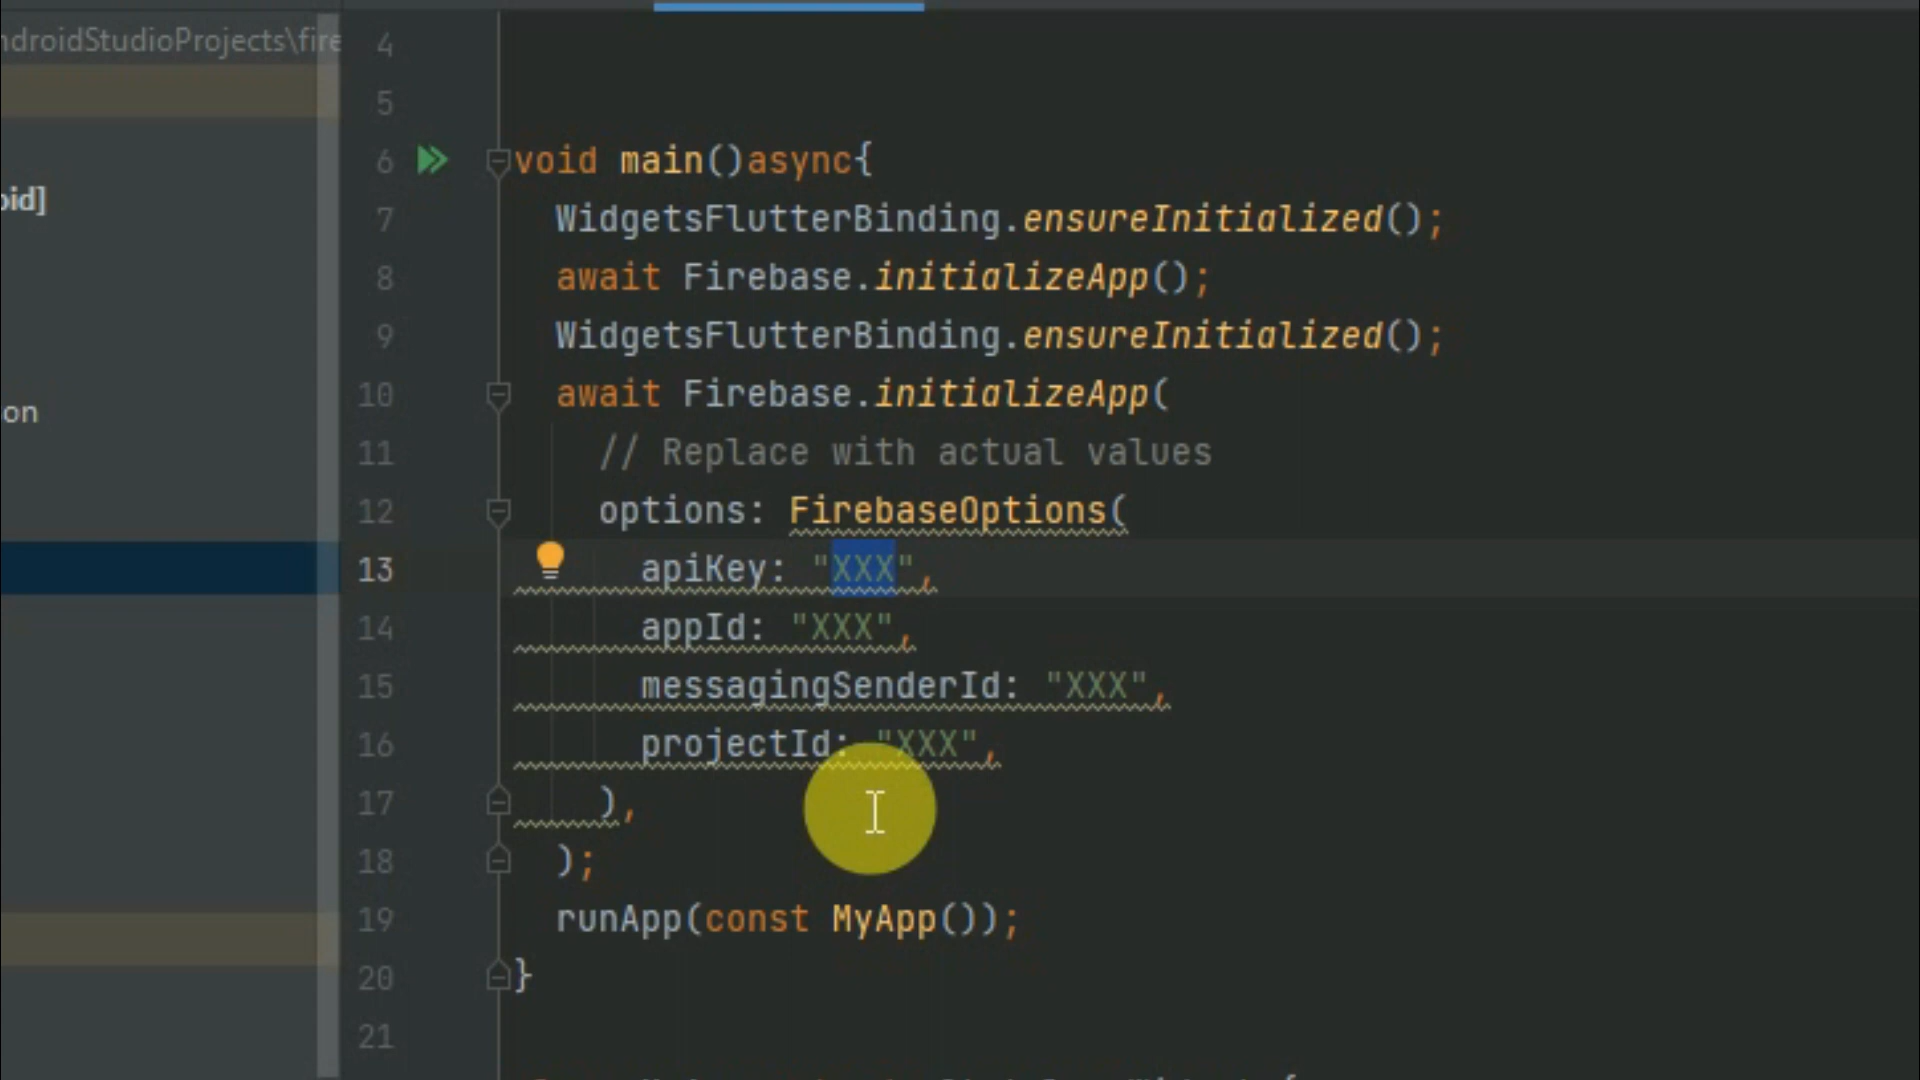 ndroidStudioProjects\fire
oid]
on
4
5
6 void main()async{
7 WidgetsFlutterBinding.ensureInitialized();
8 await Firebase.initializeApp();
9 WidgetsFlutterBinding.ensureInitialized();
10 await Firebase.initializeApp(
11 // Replace with actual values
12 options: FirebaseOptions(
13 apiKey: "XXX",
14 appId: "XXX",
15 messagingSenderId: "XXX",
16 projectId: "XXX",
17 ),
18 );
19 runApp(const MyApp());
20 }
21